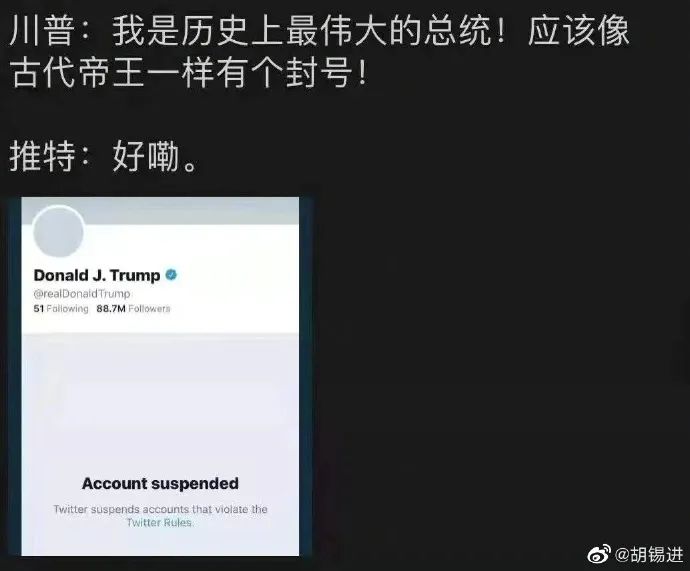 川普：我是历史上最伟大的总统！应该像
古代帝王一样有个封号！
推特：好嘞。
Donald J. Trump
@realDonaldTrump
51 Following 88.7M Followers
Account suspended
Twitter suspends accounts that violate the
Twitter Rules.
@胡锡进